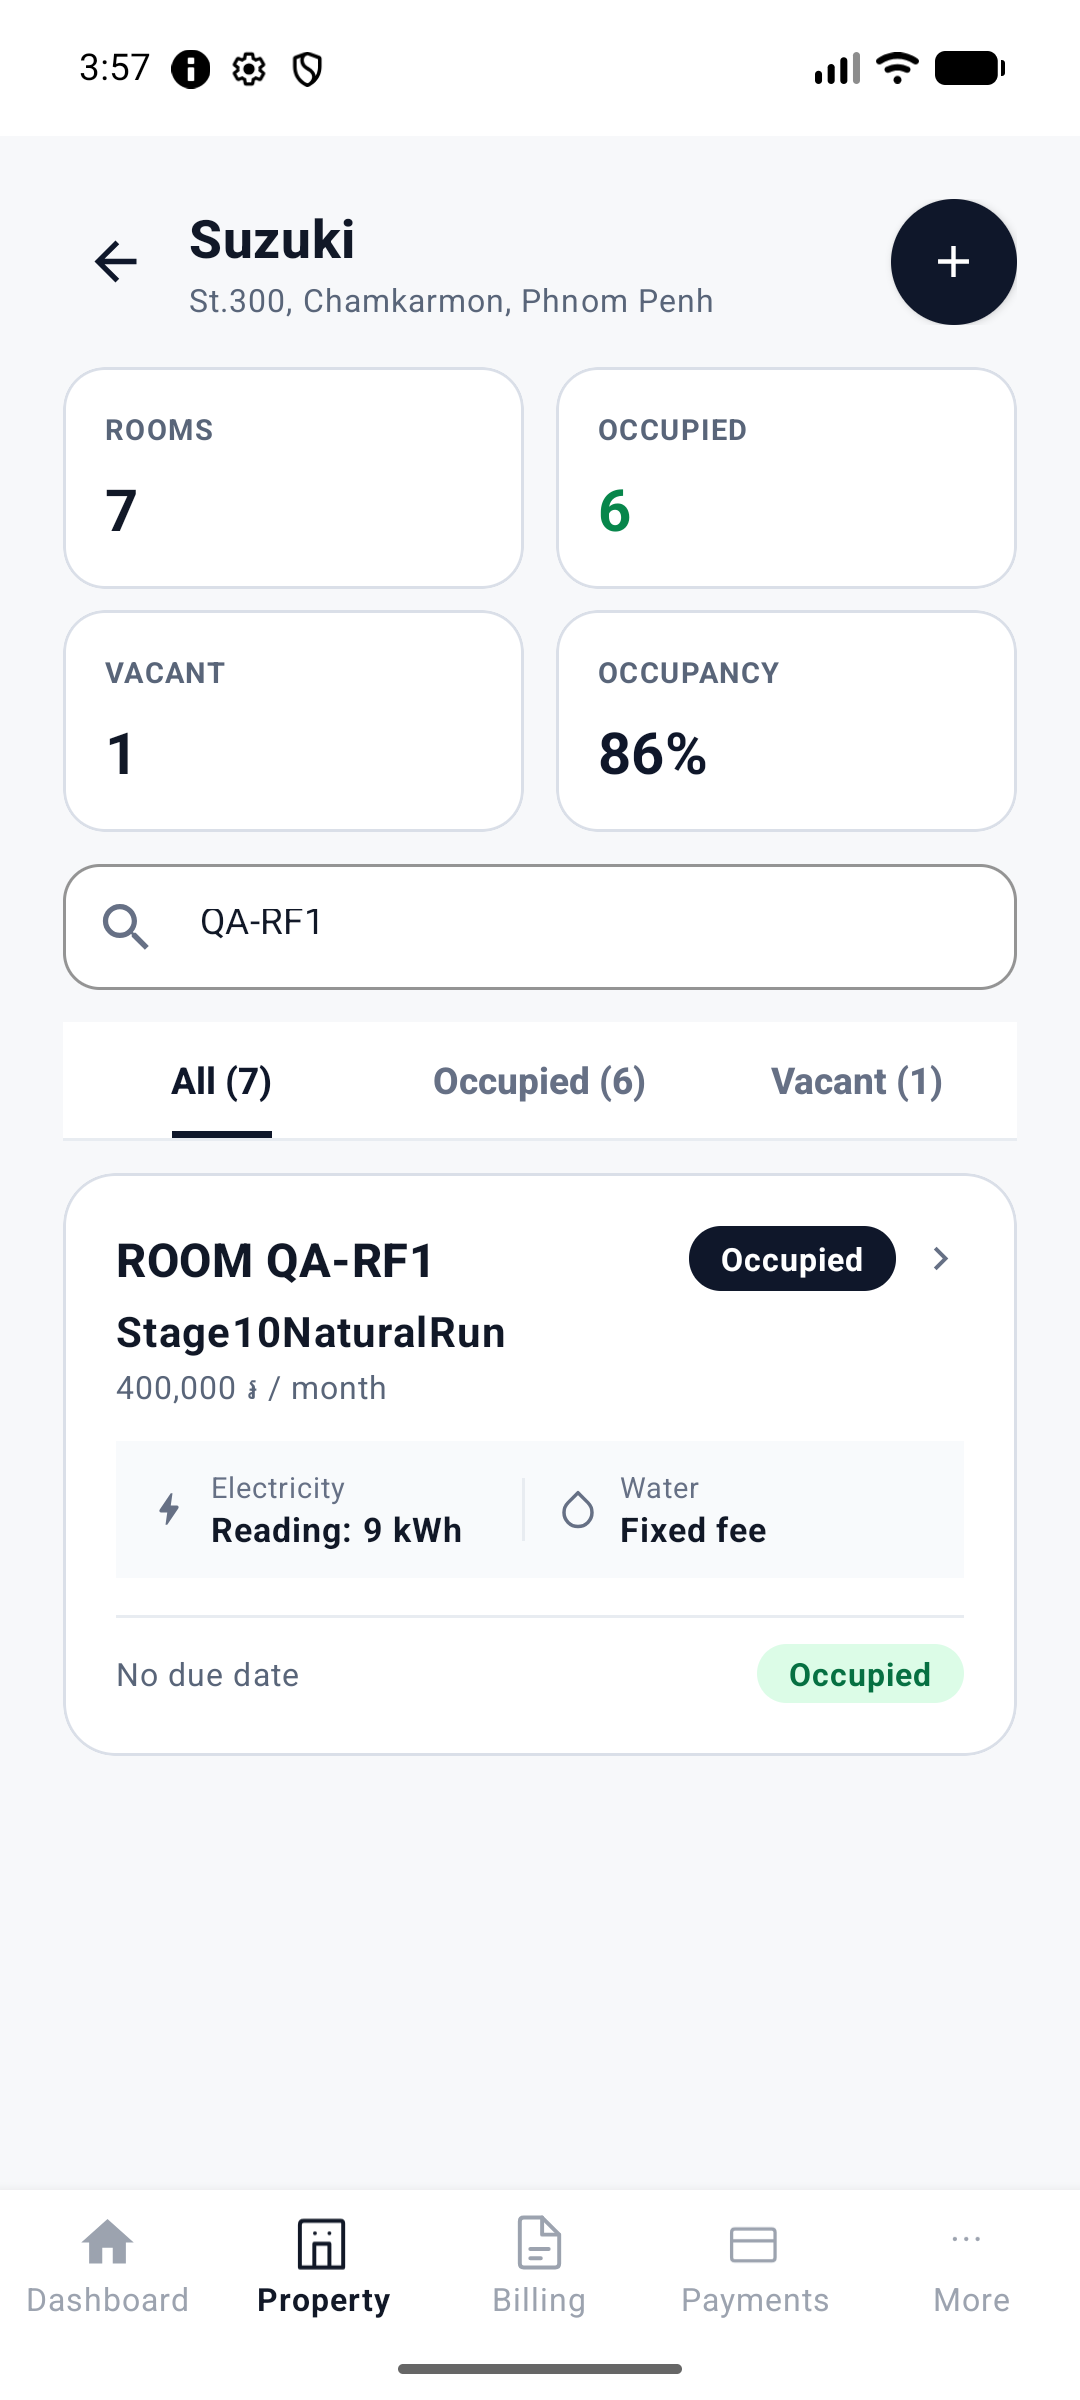 3:57
Suzuki
St.300, Chamkarmon, Phnom Penh
ROOMS
7
OCCUPIED
6
VACANT
1
OCCUPANCY
86%
QA-RF1
All (7)
Occupied (6)
Vacant (1)
ROOM QA-RF1
Occupied
Stage10NaturalRun
400,000 ៛ / month
Electricity
Reading: 9 kWh
Water
Fixed fee
No due date
Occupied
Dashboard
Property
Billing
Payments
More